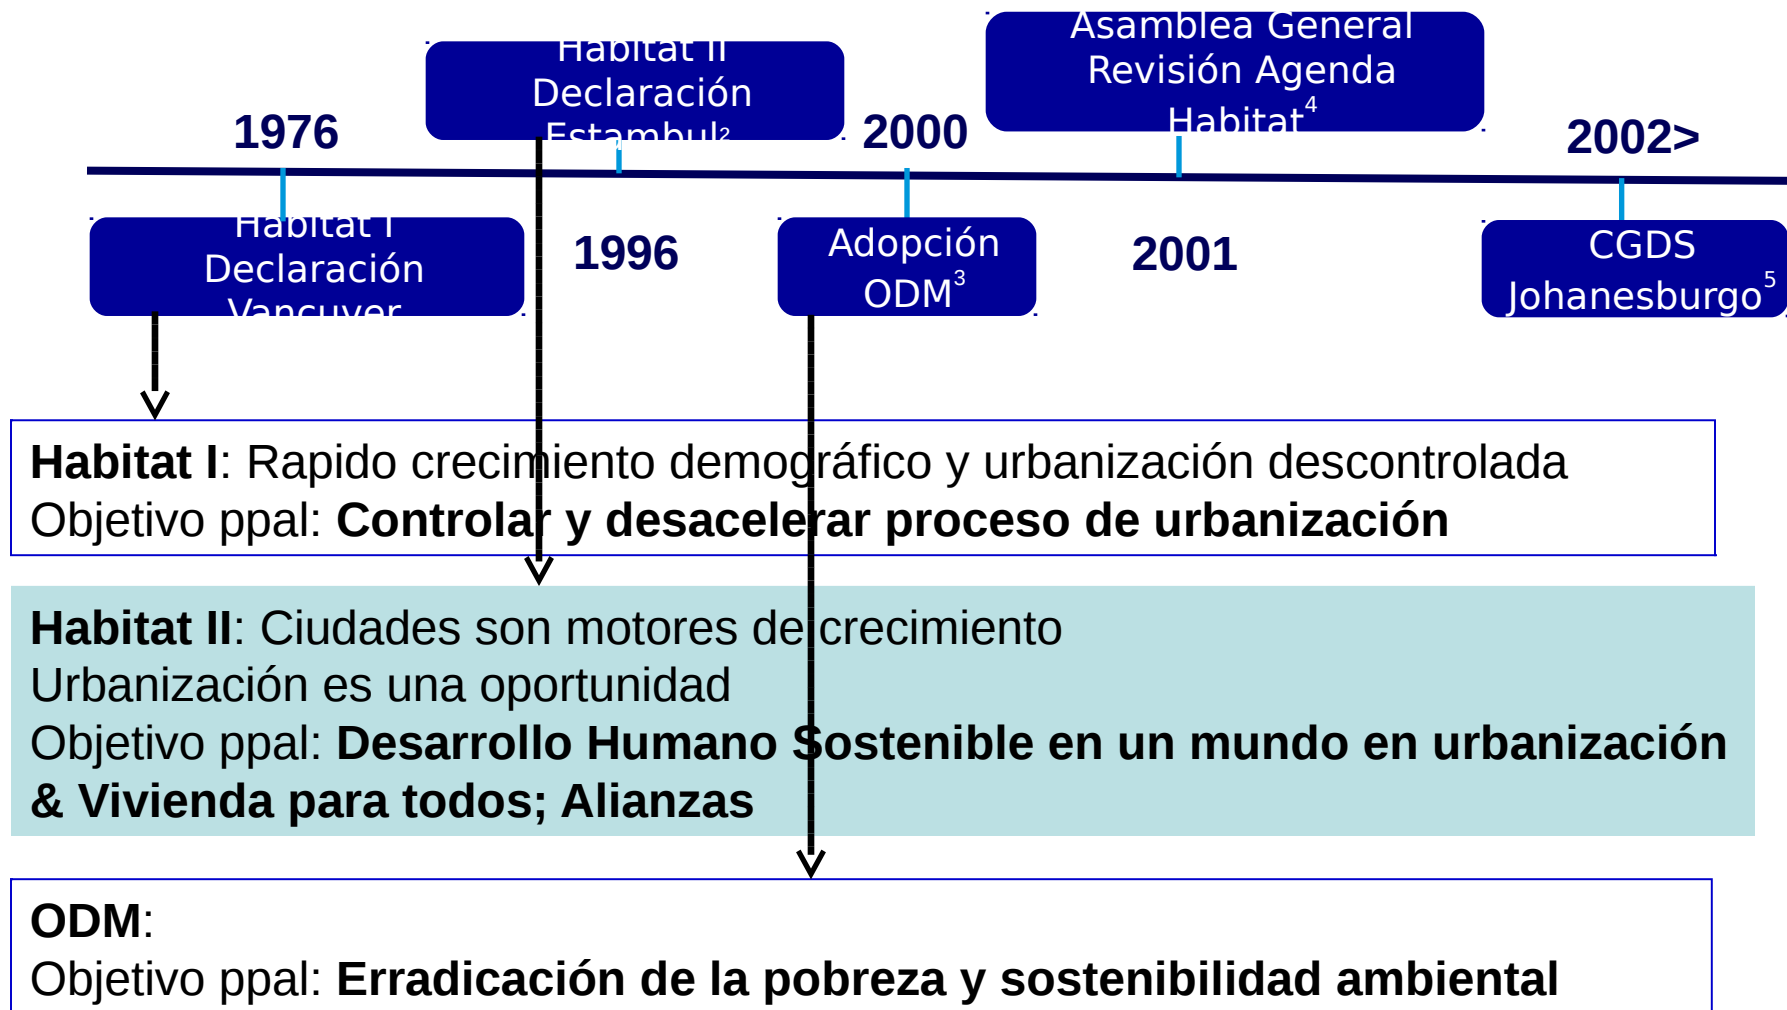 Habitat II
Declaración
Estambul²
Asamblea General
Revisión Agenda
Habitat⁴
1976
2000
2002>
Habitat I
Declaración
Vancuver
1996
Adopción
ODM³
2001
CGDS
Johanesburgo⁵
Habitat I: Rapido crecimiento demográfico y urbanización descontrolada
Objetivo ppal: Controlar y desacelerar proceso de urbanización
Habitat II: Ciudades son motores de crecimiento
Urbanización es una oportunidad
Objetivo ppal: Desarrollo Humano Sostenible en un mundo en urbanización
& Vivienda para todos; Alianzas
ODM:
Objetivo ppal: Erradicación de la pobreza y sostenibilidad ambiental